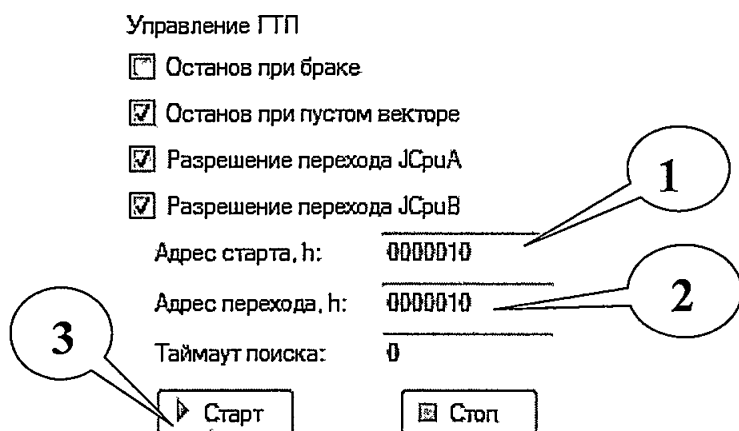 Управление ГТП
Останов при браке
Останов при пустом векторе
Разрешение перехода JCpuA
Разрешение перехода JCpuB
1
Адрес старта, h: 0000010
Адрес перехода, h: 0000010
2
3
Таймаут поиска: 0
Старт Стоп